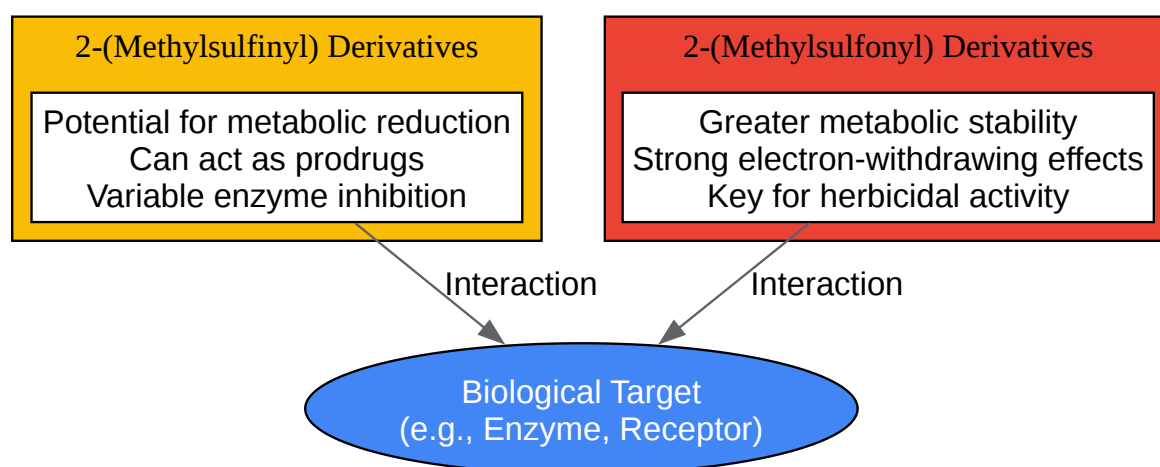 2-(Methylsulfinyl) Derivatives
Potential for metabolic reduction
Can act as prodrugs
Variable enzyme inhibition
2-(Methylsulfonyl) Derivatives
Greater metabolic stability
Strong electron-withdrawing effects
Key for herbicidal activity
Interaction
Interaction
Biological Target
(e.g., Enzyme, Receptor)